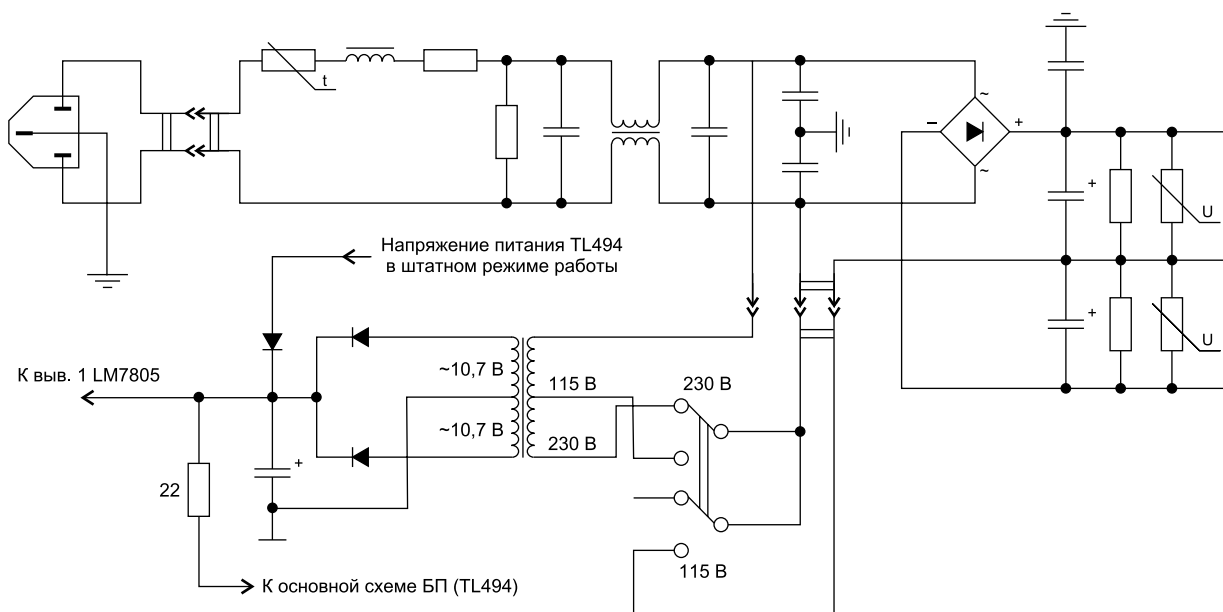 t
~
−
+
~
+
U
+
U
Напряжение питания TL494
в штатном режиме работы
К выв. 1 LM7805
~10,7 В
115 В
230 В
~10,7 В
230 В
+
22
115 В
К основной схеме БП (TL494)